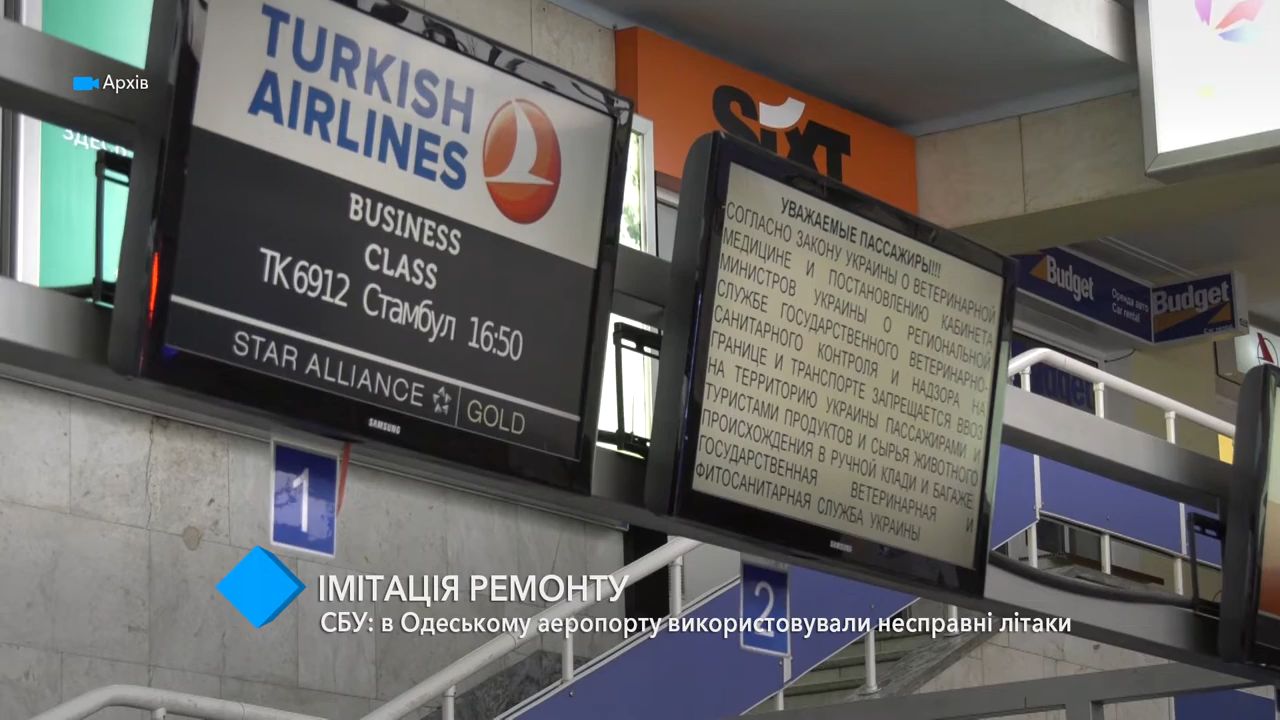 Архів
TURKISH
AIRLINES
BUSINESS
CLASS
TK6912 Стамбул 16:50
STAR ALLIANCE GOLD
SAMSUNG
SIXT
УВАЖАЕМЫЕ ПАССАЖИРЫ!!!
СОГЛАСНО ЗАКОНУ УКРАИНЫ О ВЕТЕРИНАРНОЙ
МЕДИЦИНЕ И ПОСТАНОВЛЕНИЮ КАБИНЕТА
МИНИСТРОВ УКРАИНЫ О РЕГИОНАЛЬНОЙ
СЛУЖБЕ ГОСУДАРСТВЕННОГО ВЕТЕРИНАРНО-
САНИТАРНОГО КОНТРОЛЯ И НАДЗОРА НА
ГРАНИЦЕ И ТРАНСПОРТЕ ЗАПРЕЩАЕТСЯ ВВОЗ
НА ТЕРРИТОРИЮ УКРАИНЫ ПАССАЖИРАМИ И
ТУРИСТАМИ ПРОДУКТОВ И СЫРЬЯ ЖИВОТНОГО
ПРОИСХОЖДЕНИЯ В РУЧНОЙ КЛАДИ И БАГАЖЕ
ГОСУДАРСТВЕННАЯ ВЕТЕРИНАРНАЯ И
ФИТОСАНИТАРНАЯ СЛУЖБА УКРАИНЫ
SAMSUNG
Budget
Оренда авто
Car rental
Budget
1
2
ІМІТАЦІЯ РЕМОНТУ
СБУ: в Одеському аеропорту використовували несправні літаки